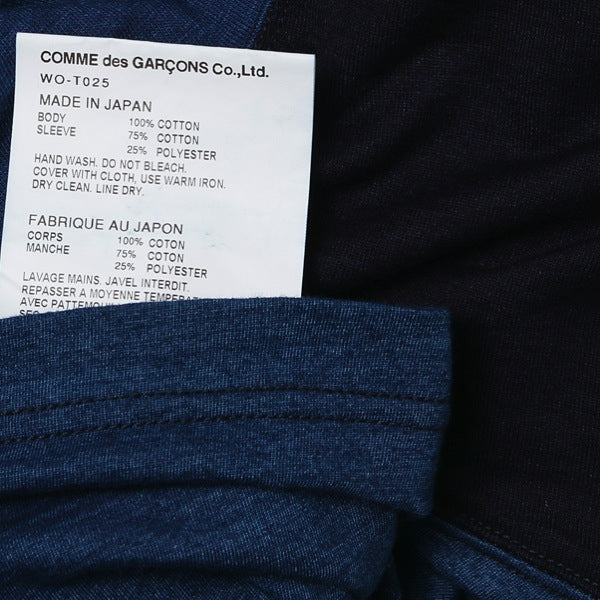 COMME des GARÇONS Co.,Ltd.
WO-T025
MADE IN JAPAN
BODY 100% COTTON
SLEEVE 75% COTTON
25% POLYESTER
HAND WASH. DO NOT BLEACH.
COVER WITH CLOTH, USE WARM IRON.
DRY CLEAN. LINE DRY.
FABRIQUE AU JAPON
CORPS 100% COTON
MANCHE 75% COTON
25% POLYESTER
LAVAGE MAINS. JAVEL INTERDIT.
REPASSER A MOYENNE
AVEC